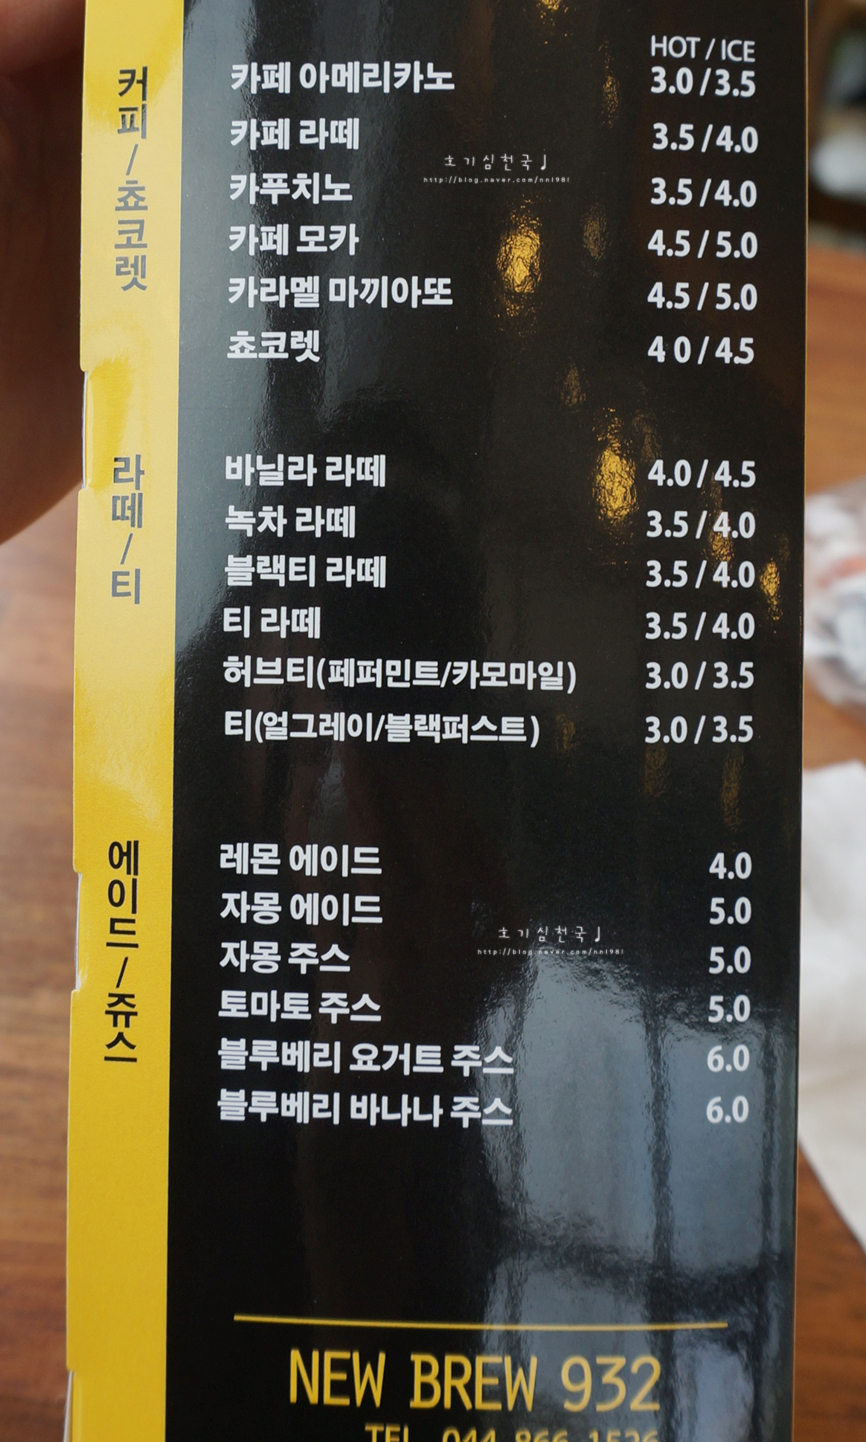 HOT / ICE
커피/쵸코렛
카페 아메리카노 3.0 / 3.5
카페 라떼 3.5 / 4.0
호기심천국♩
http://blog.naver.com/nn1981
카푸치노 3.5 / 4.0
카페 모카 4.5 / 5.0
카라멜 마끼아또 4.5 / 5.0
쵸코렛 4 0 / 4.5
라떼/티
바닐라 라떼 4.0 / 4.5
녹차 라떼 3.5 / 4.0
블랙티 라떼 3.5 / 4.0
티 라떼 3.5 / 4.0
허브티(페퍼민트/카모마일) 3.0 / 3.5
티(얼그레이/블랙퍼스트) 3.0 / 3.5
에이드/쥬스
레몬 에이드 4.0
자몽 에이드 5.0
호기심천국♩
http://blog.naver.com/nn1981
자몽 주스 5.0
토마토 주스 5.0
블루베리 요거트 주스 6.0
블루베리 바나나 주스 6.0
NEW BREW 932
TEL. 044-866-1526